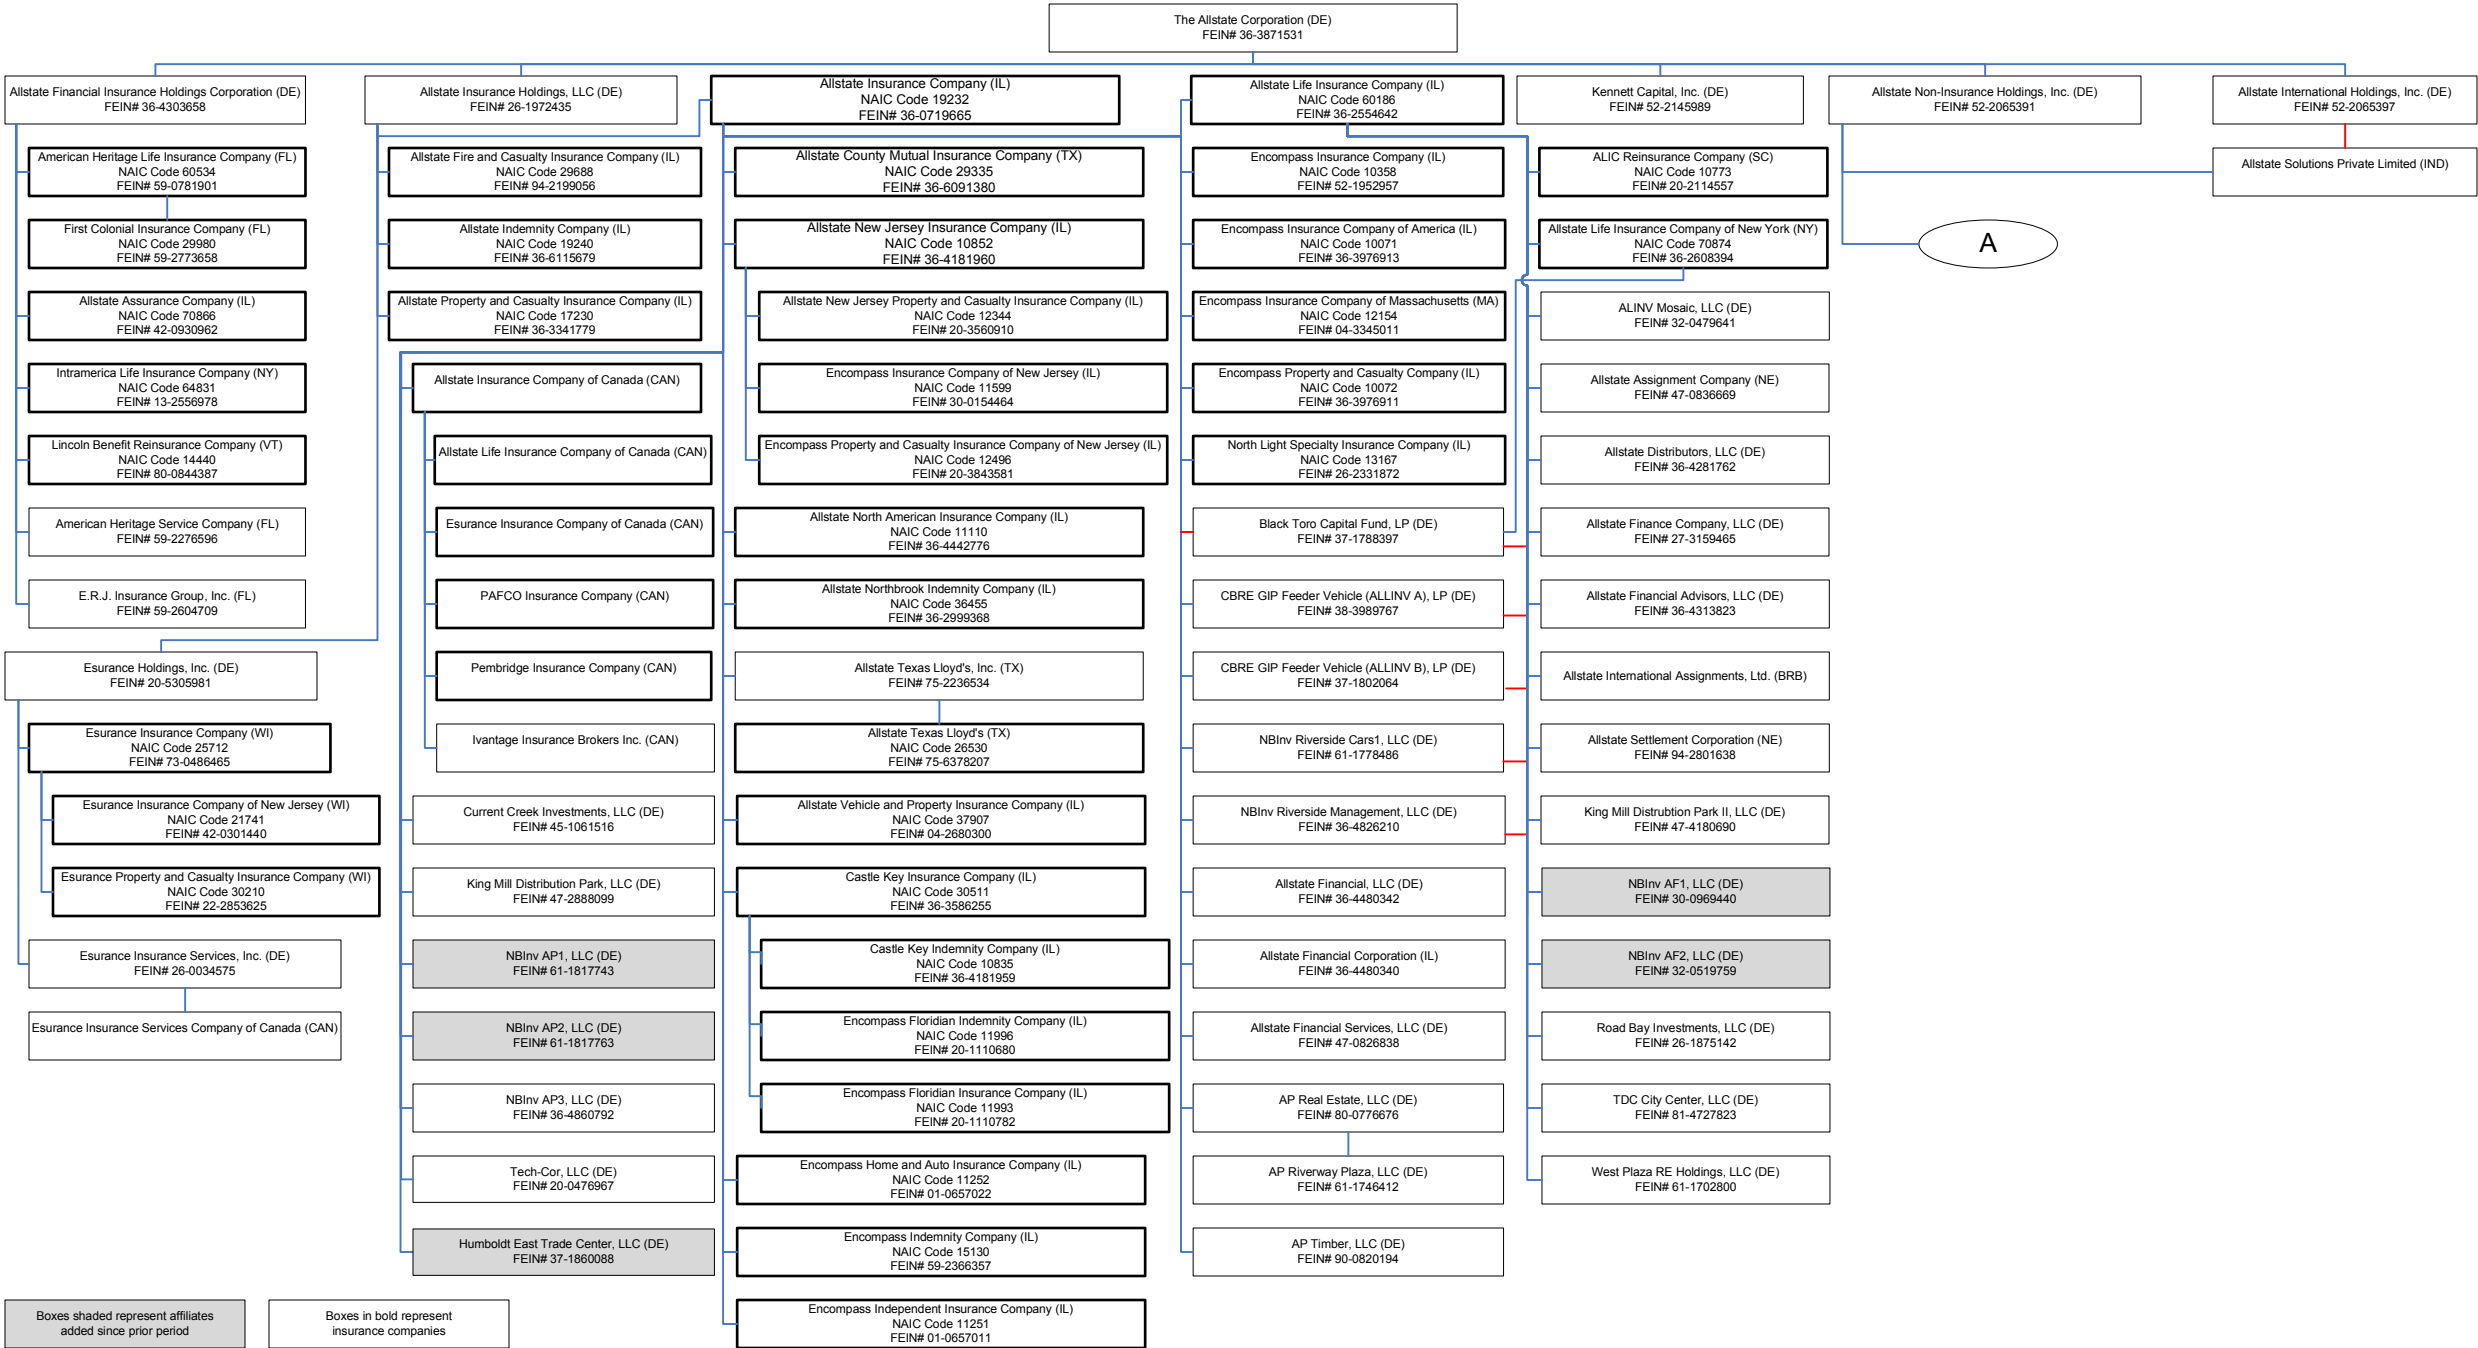 The Allstate Corporation (DE)
FEIN# 36-3871531
Allstate Financial Insurance Holdings Corporation (DE)
FEIN# 36-4303658
Allstate Insurance Holdings, LLC (DE)
FEIN# 26-1972435
Allstate Insurance Company (IL)
NAIC Code 19232
FEIN# 36-0719665
Allstate Life Insurance Company (IL)
NAIC Code 60186
FEIN# 36-2554642
Kennett Capital, Inc. (DE)
FEIN# 52-2145989
Allstate Non-Insurance Holdings, Inc. (DE)
FEIN# 52-2065391
Allstate International Holdings, Inc. (DE)
FEIN# 52-2065397
American Heritage Life Insurance Company (FL)
NAIC Code 60534
FEIN# 59-0781901
First Colonial Insurance Company (FL)
NAIC Code 29980
FEIN# 59-2773658
Allstate Assurance Company (IL)
NAIC Code 70866
FEIN# 42-0930962
Intramerica Life Insurance Company (NY)
NAIC Code 64831
FEIN# 13-2556978
Lincoln Benefit Reinsurance Company (VT)
NAIC Code 14440
FEIN# 80-0844387
American Heritage Service Company (FL)
FEIN# 59-2276596
E.R.J. Insurance Group, Inc. (FL)
FEIN# 59-2604709
Esurance Holdings, Inc. (DE)
FEIN# 20-5305981
Esurance Insurance Company (WI)
NAIC Code 25712
FEIN# 73-0486465
Esurance Insurance Company of New Jersey (WI)
NAIC Code 21741
FEIN# 42-0301440
Esurance Property and Casualty Insurance Company (WI)
NAIC Code 30210
FEIN# 22-2853625
Esurance Insurance Services, Inc. (DE)
FEIN# 26-0034575
Esurance Insurance Services Company of Canada (CAN)
Allstate Fire and Casualty Insurance Company (IL)
NAIC Code 29688
FEIN# 94-2199056
Allstate Indemnity Company (IL)
NAIC Code 19240
FEIN# 36-6115679
Allstate Property and Casualty Insurance Company (IL)
NAIC Code 17230
FEIN# 36-3341779
Allstate Insurance Company of Canada (CAN)
Allstate Life Insurance Company of Canada (CAN)
Esurance Insurance Company of Canada (CAN)
PAFCO Insurance Company (CAN)
Pembridge Insurance Company (CAN)
Ivantage Insurance Brokers Inc. (CAN)
Current Creek Investments, LLC (DE)
FEIN# 45-1061516
King Mill Distribution Park, LLC (DE)
FEIN# 47-2888099
NBInv AP1, LLC (DE)
FEIN# 61-1817743
NBInv AP2, LLC (DE)
FEIN# 61-1817763
NBInv AP3, LLC (DE)
FEIN# 36-4860792
Tech-Cor, LLC (DE)
FEIN# 20-0476967
Humboldt East Trade Center, LLC (DE)
FEIN# 37-1860088
Allstate County Mutual Insurance Company (TX)
NAIC Code 29335
FEIN# 36-6091380
Allstate New Jersey Insurance Company (IL)
NAIC Code 10852
FEIN# 36-4181960
Allstate New Jersey Property and Casualty Insurance Company (IL)
NAIC Code 12344
FEIN# 20-3560910
Encompass Insurance Company of New Jersey (IL)
NAIC Code 11599
FEIN# 30-0154464
Encompass Property and Casualty Insurance Company of New Jersey (IL)
NAIC Code 12496
FEIN# 20-3843581
Allstate North American Insurance Company (IL)
NAIC Code 11110
FEIN# 36-4442776
Allstate Northbrook Indemnity Company (IL)
NAIC Code 36455
FEIN# 36-2999368
Allstate Texas Lloyd's, Inc. (TX)
FEIN# 75-2236534
Allstate Texas Lloyd's (TX)
NAIC Code 26530
FEIN# 75-6378207
Allstate Vehicle and Property Insurance Company (IL)
NAIC Code 37907
FEIN# 04-2680300
Castle Key Insurance Company (IL)
NAIC Code 30511
FEIN# 36-3586255
Castle Key Indemnity Company (IL)
NAIC Code 10835
FEIN# 36-4181959
Encompass Floridian Indemnity Company (IL)
NAIC Code 11996
FEIN# 20-1110680
Encompass Floridian Insurance Company (IL)
NAIC Code 11993
FEIN# 20-1110782
Encompass Home and Auto Insurance Company (IL)
NAIC Code 11252
FEIN# 01-0657022
Encompass Indemnity Company (IL)
NAIC Code 15130
FEIN# 59-2366357
Encompass Independent Insurance Company (IL)
NAIC Code 11251
FEIN# 01-0657011
Encompass Insurance Company (IL)
NAIC Code 10358
FEIN# 52-1952957
Encompass Insurance Company of America (IL)
NAIC Code 10071
FEIN# 36-3976913
Encompass Insurance Company of Massachusetts (MA)
NAIC Code 12154
FEIN# 04-3345011
Encompass Property and Casualty Company (IL)
NAIC Code 10072
FEIN# 36-3976911
North Light Specialty Insurance Company (IL)
NAIC Code 13167
FEIN# 26-2331872
Black Toro Capital Fund, LP (DE)
FEIN# 37-1788397
CBRE GIP Feeder Vehicle (ALLINV A), LP (DE)
FEIN# 38-3989767
CBRE GIP Feeder Vehicle (ALLINV B), LP (DE)
FEIN# 37-1802064
NBInv Riverside Cars1, LLC (DE)
FEIN# 61-1778486
NBInv Riverside Management, LLC (DE)
FEIN# 36-4826210
Allstate Financial, LLC (DE)
FEIN# 36-4480342
Allstate Financial Corporation (IL)
FEIN# 36-4480340
Allstate Financial Services, LLC (DE)
FEIN# 47-0826838
AP Real Estate, LLC (DE)
FEIN# 80-0776676
AP Riverway Plaza, LLC (DE)
FEIN# 61-1746412
AP Timber, LLC (DE)
FEIN# 90-0820194
ALIC Reinsurance Company (SC)
NAIC Code 10773
FEIN# 20-2114557
Allstate Life Insurance Company of New York (NY)
NAIC Code 70874
FEIN# 36-2608394
ALINV Mosaic, LLC (DE)
FEIN# 32-0479641
Allstate Assignment Company (NE)
FEIN# 47-0836669
Allstate Distributors, LLC (DE)
FEIN# 36-4281762
Allstate Finance Company, LLC (DE)
FEIN# 27-3159465
Allstate Financial Advisors, LLC (DE)
FEIN# 36-4313823
Allstate International Assignments, Ltd. (BRB)
Allstate Settlement Corporation (NE)
FEIN# 94-2801638
King Mill Distrubtion Park II, LLC (DE)
FEIN# 47-4180690
NBInv AF1, LLC (DE)
FEIN# 30-0969440
NBInv AF2, LLC (DE)
FEIN# 32-0519759
Road Bay Investments, LLC (DE)
FEIN# 26-1875142
TDC City Center, LLC (DE)
FEIN# 81-4727823
West Plaza RE Holdings, LLC (DE)
FEIN# 61-1702800
Allstate Solutions Private Limited (IND)
A
Boxes shaded represent affiliates
added since prior period
Boxes in bold represent
insurance companies